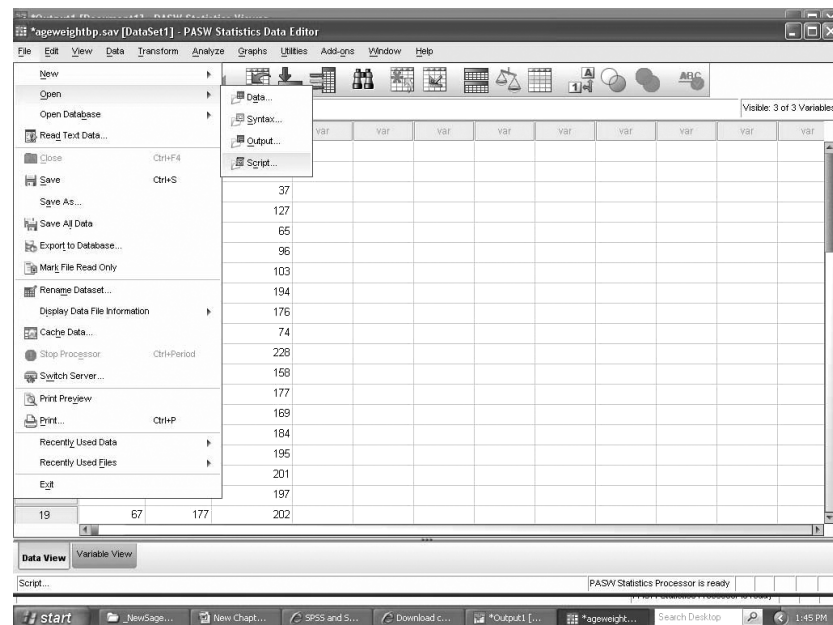 *ageweightbp.sav [DataSet1] - PASW Statistics Data Editor
File Edit View Data Transform Analyze Graphs Utilities Add-ons Window Help
New
Open
Data...
Open Database
Visible: 3 of 3 Variables
Syntax...
Read Text Data...
var var var var var var var var var
Output...
Close Ctrl+F4
Script...
Save Ctrl+S
37
Save As...
127
Save All Data
65
Export to Database...
96
Mark File Read Only
103
Rename Dataset...
194
Display Data File Information
176
Cache Data...
74
Stop Processor Ctrl+Period
228
Switch Server...
158
177
Print Preview
169
Print... Ctrl+P
184
Recently Used Data
195
Recently Used Files
201
Exit
197
19 67 177 202
Data View Variable View
Script... PASW Statistics Processor is ready
start _NewSage... New Chapt... SPSS and S... Download c... *Output1 [... *ageweight... Search Desktop 1:45 PM